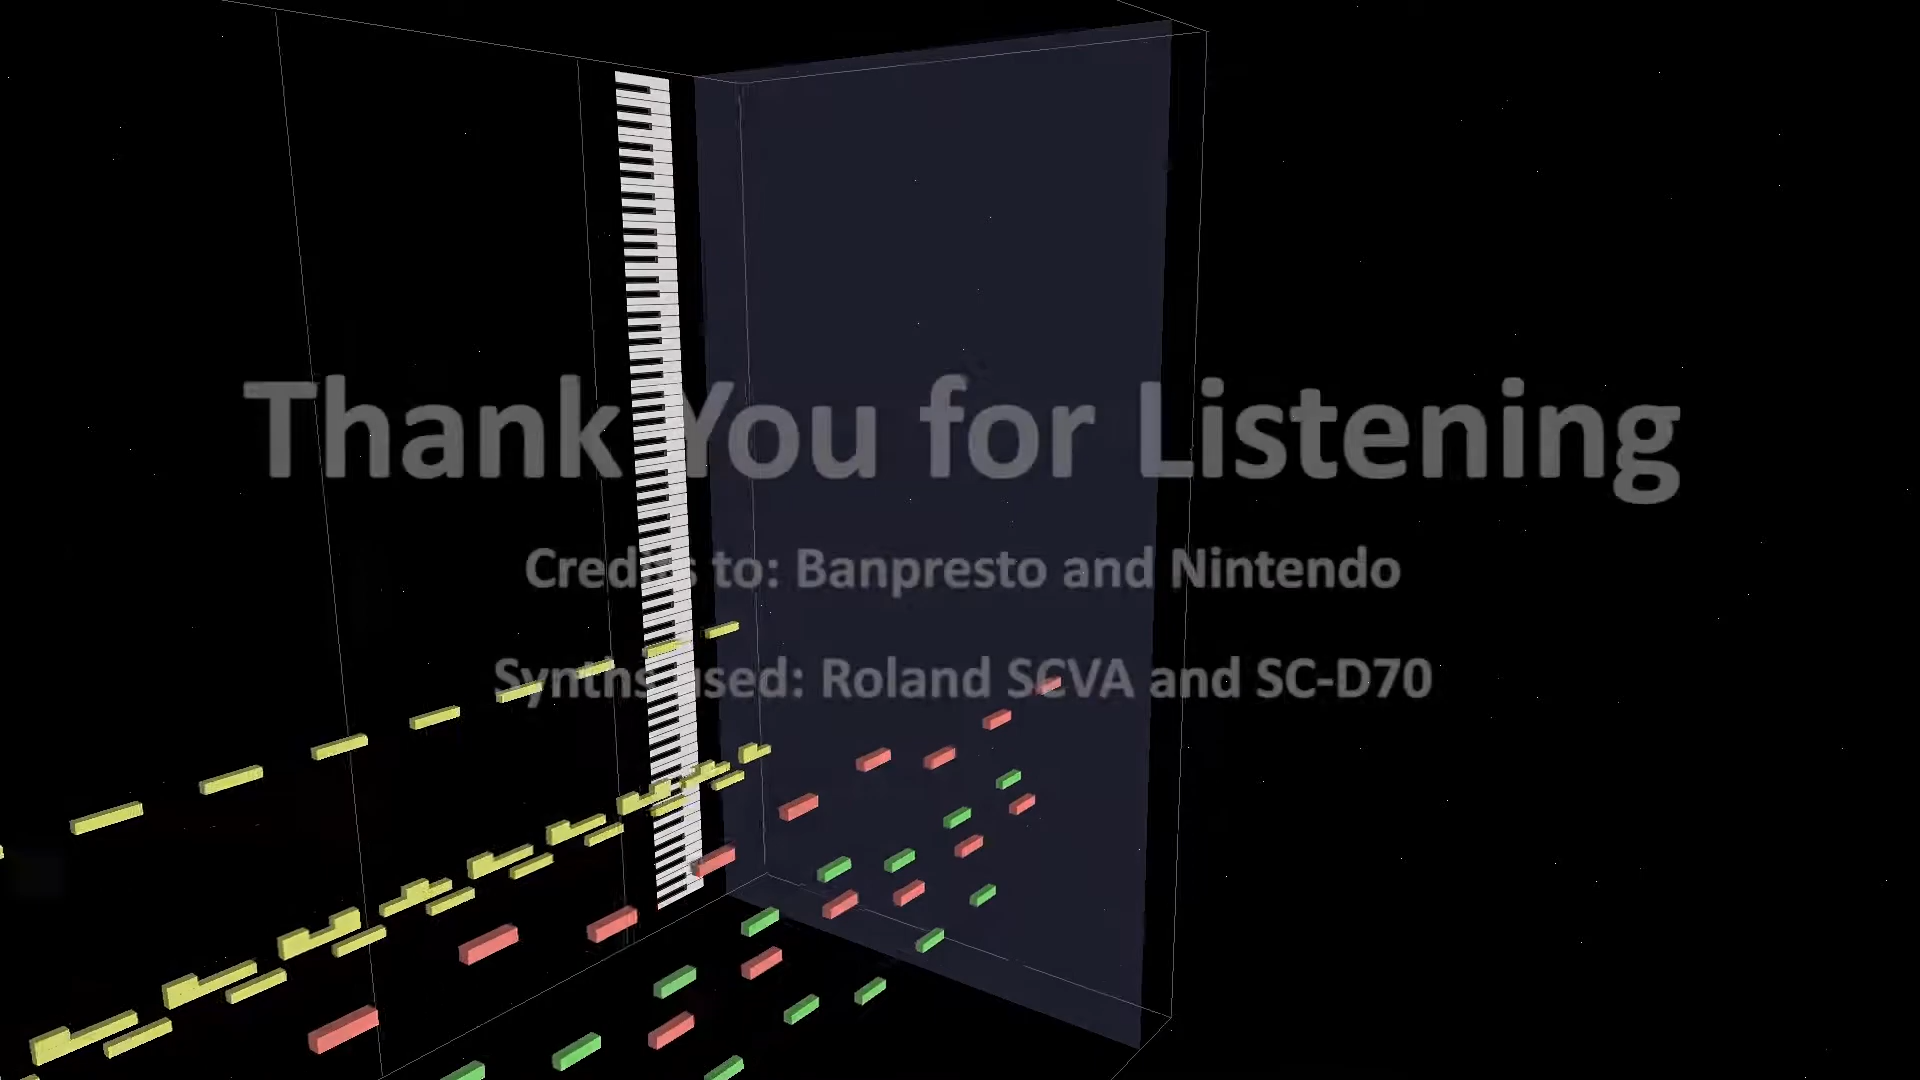 Thank You for Listening
Credits to: Banpresto and Nintendo
Synths used: Roland SCVA and SC-D70